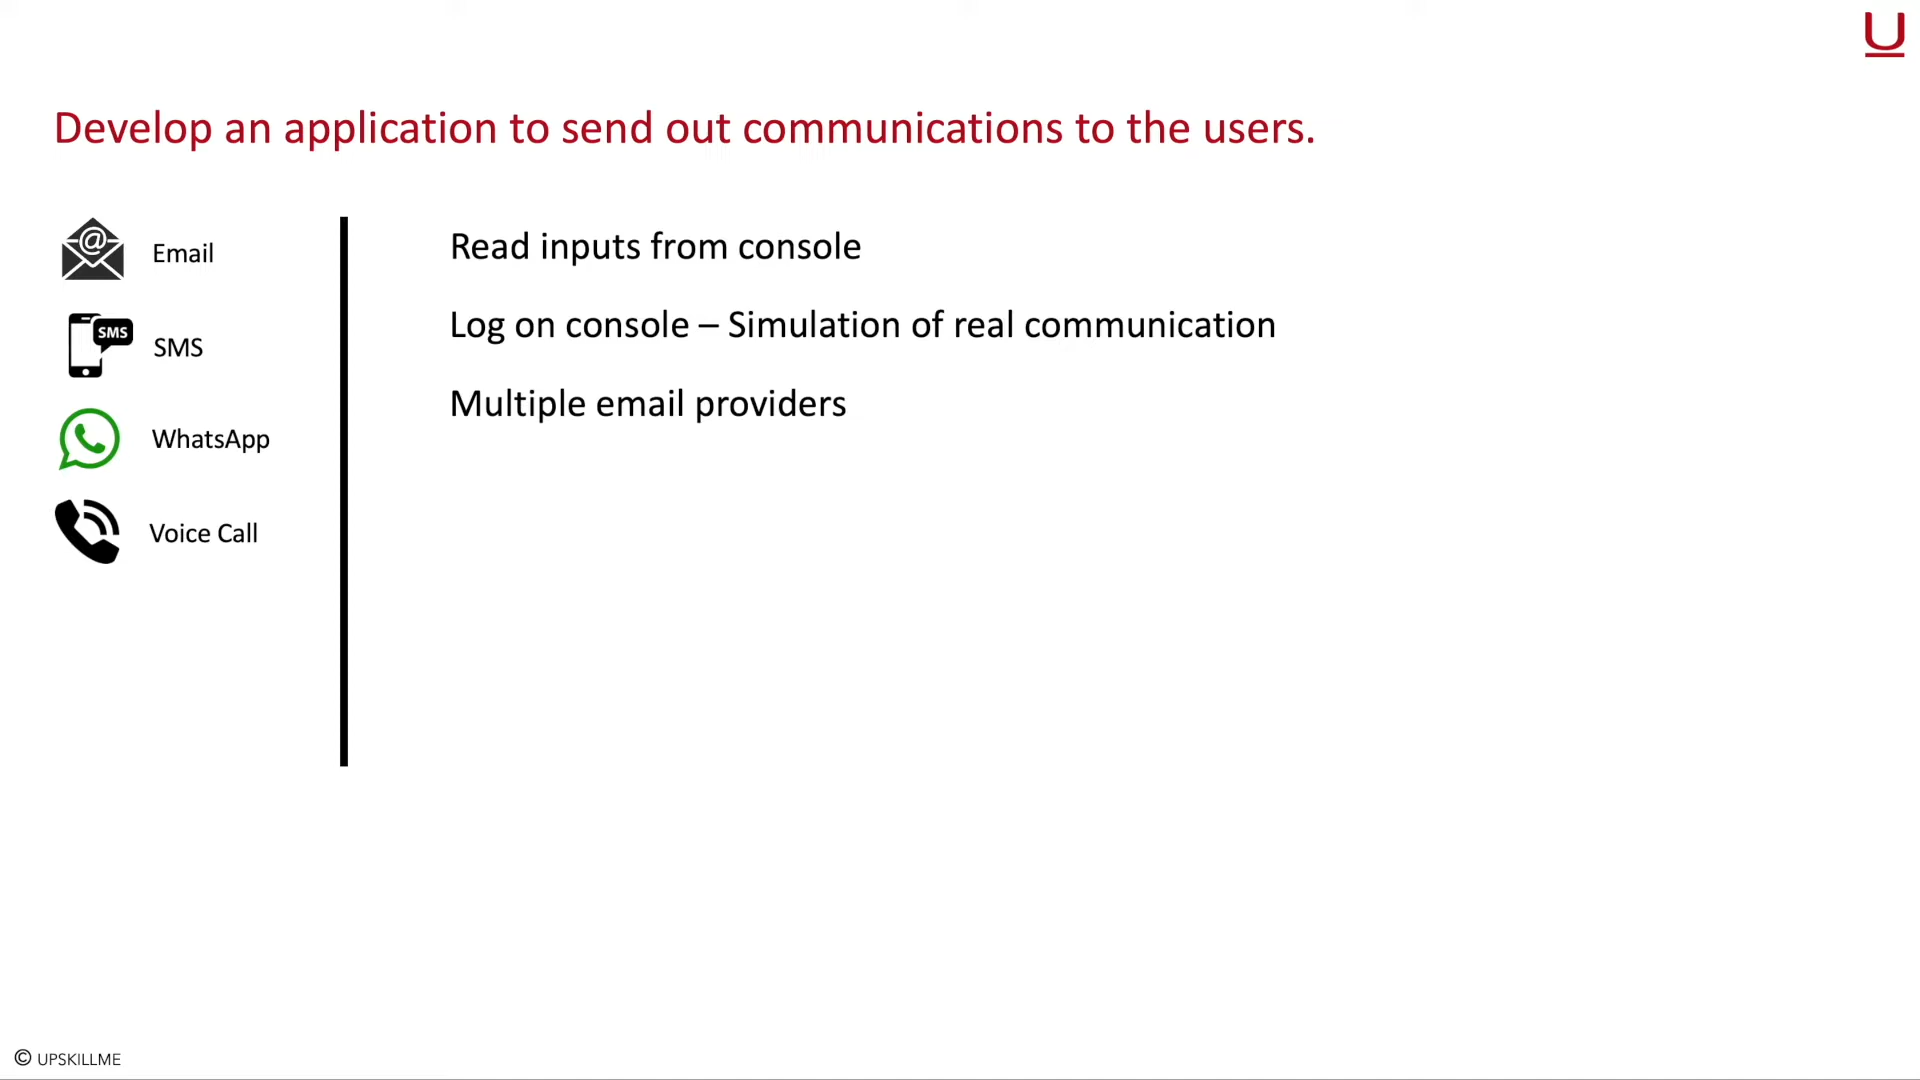 U
Develop an application to send out communications to the users.
@
Email
SMS
SMS
WhatsApp
Voice Call
Read inputs from console
Log on console – Simulation of real communication
Multiple email providers
© UPSKILLME